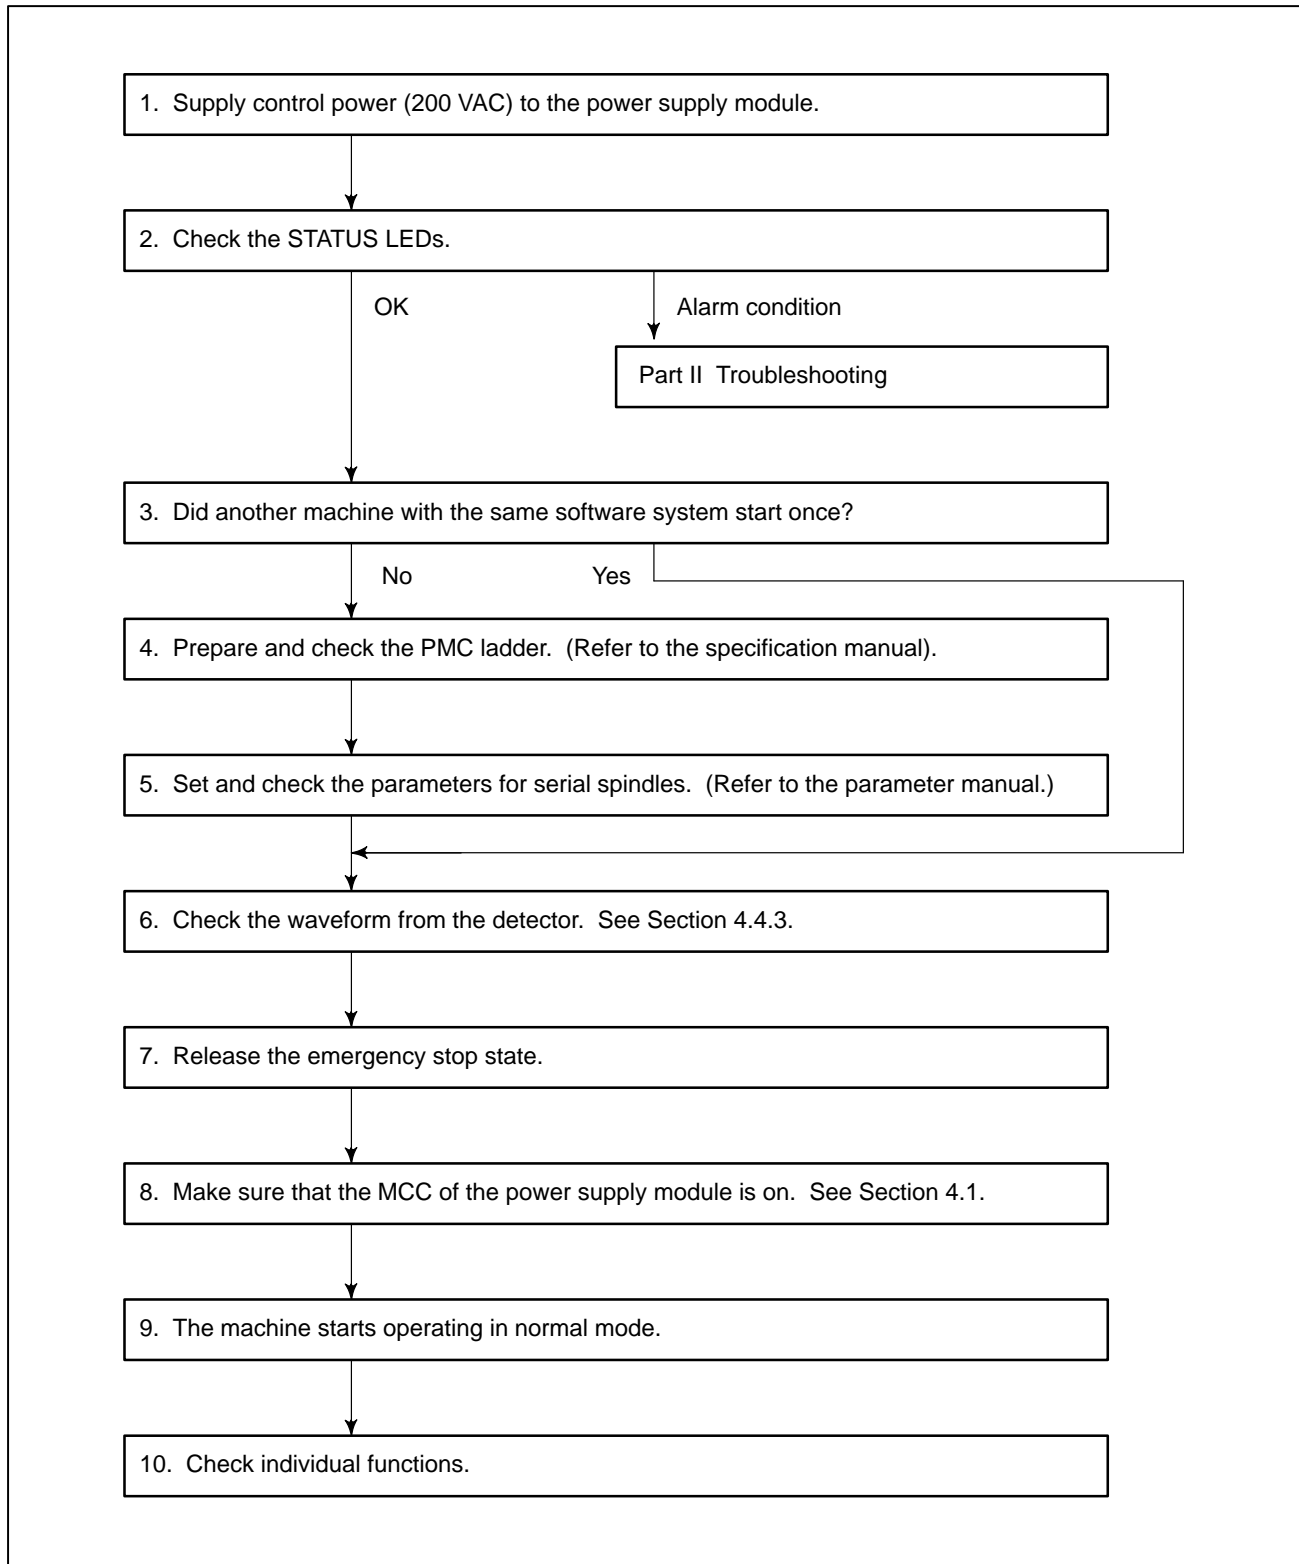 1. Supply control power (200 VAC) to the power supply module.
2. Check the STATUS LEDs.
OK
Alarm condition
Part II Troubleshooting
3. Did another machine with the same software system start once?
No
Yes
4. Prepare and check the PMC ladder. (Refer to the specification manual).
5. Set and check the parameters for serial spindles. (Refer to the parameter manual.)
6. Check the waveform from the detector. See Section 4.4.3.
7. Release the emergency stop state.
8. Make sure that the MCC of the power supply module is on. See Section 4.1.
9. The machine starts operating in normal mode.
10. Check individual functions.